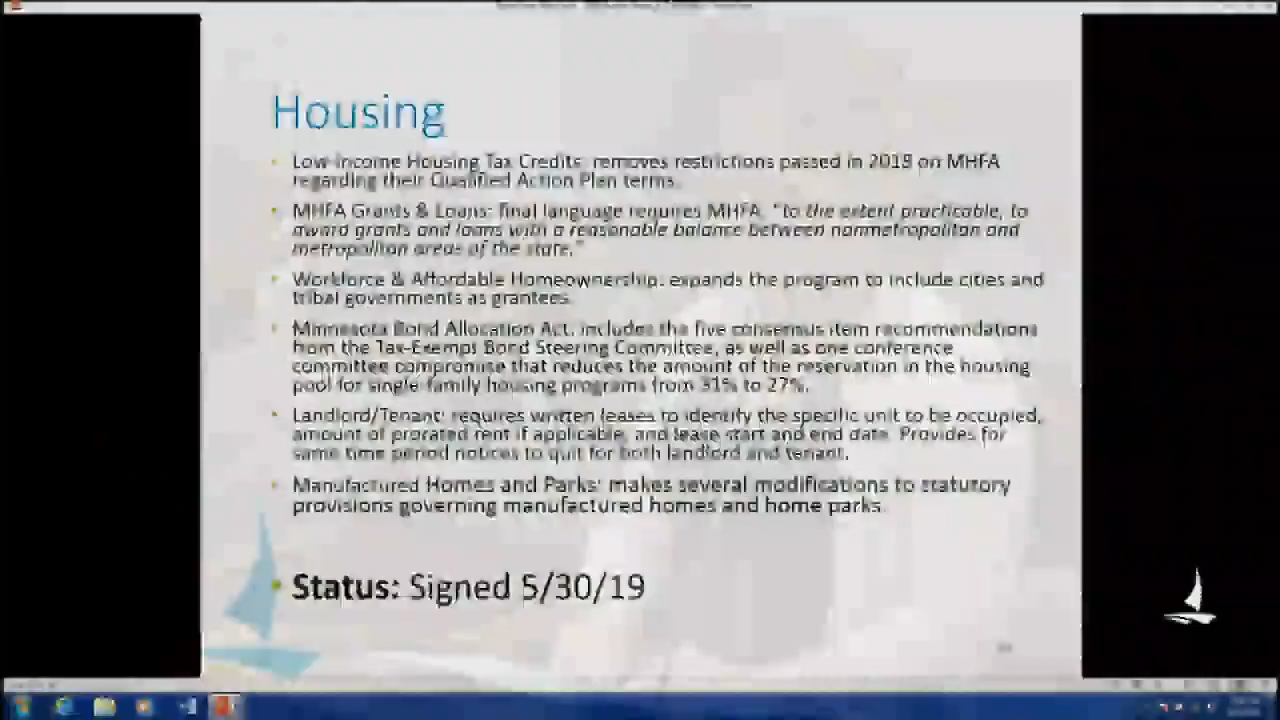 Housing
Low-Income Housing Tax Credits: removes restrictions passed in 2018 on MHFA
regarding their Qualified Action Plan terms.
MHFA Grants & Loans: final language requires MHFA, "to the extent practicable, to
award grants and loans with a reasonable balance between nonmetropolitan and
metropolitan areas of the state."
Workforce & Affordable Homeownership: expands the program to include cities and
tribal governments as grantees.
Minnesota Bond Allocation Act: includes the five consensus item recommendations
from the Tax-Exempt Bond Steering Committee, as well as one conference
committee compromise that reduces the amount of the reservation in the housing
pool for single-family housing programs from 31% to 27%.
Landlord/Tenant: requires written leases to identify the specific unit to be occupied,
amount of prorated rent if applicable, and lease start and end date. Provides for
same time period notices to quit for both landlord and tenant.
Manufactured Homes and Parks: makes several modifications to statutory
provisions governing manufactured homes and home parks.
Status: Signed 5/30/19